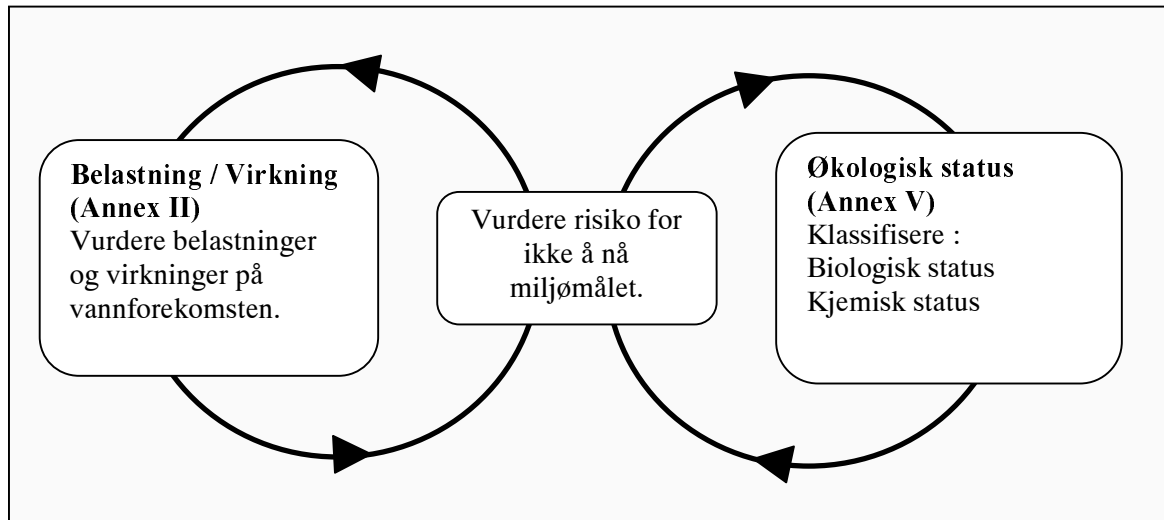 Belastning / Virkning
(Annex II)
Vurdere belastninger
og virkninger på
vannforekomsten.
Vurdere risiko for
ikke å nå
miljømålet.
Økologisk status
(Annex V)
Klassifisere :
Biologisk status
Kjemisk status